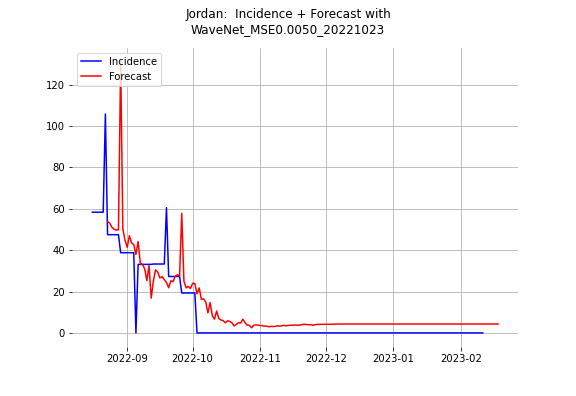 Jordan:  Incidence + Forecast with
WaveNet_MSE0.0050_20221023
Incidence
Forecast
120
100
80
60
40
20
0
2022-09 2022-10 2022-11 2022-12 2023-01 2023-02